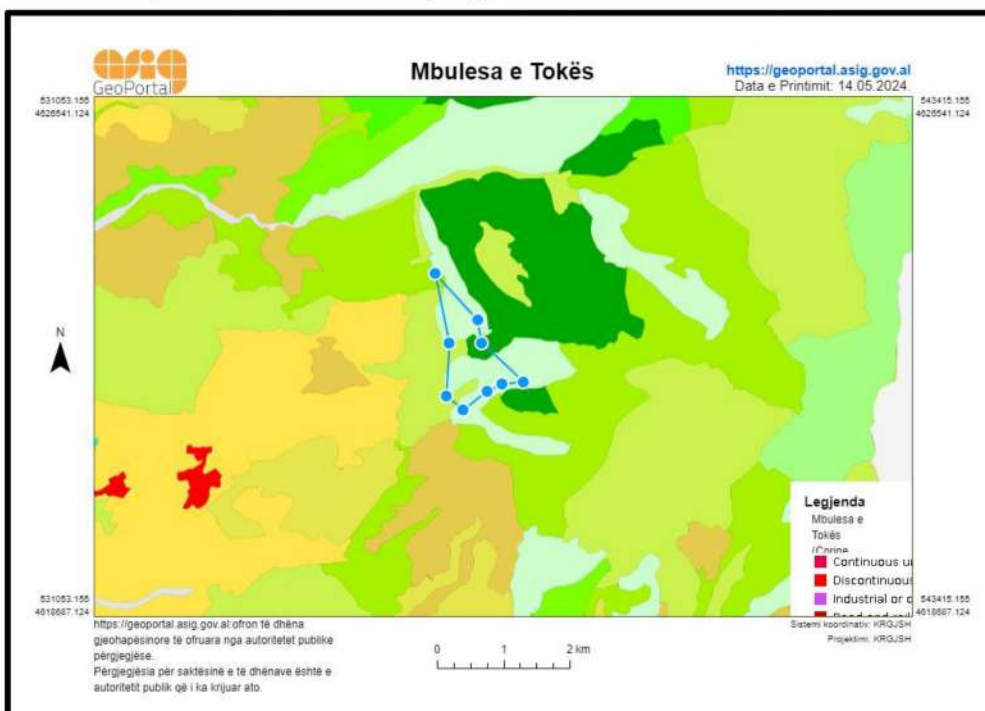 asig
GeoPortal
Mbulesa e Tokës
https://geoportal.asig.gov.al
Data e Printimit: 14.05.2024.
531053.155
4626541.124
543415.155
4626541.124
N
Legjenda
Mbulesa e
Tokës
(Corine
Continuous u
Discontinuous
Industrial or c
531053.155
4618687.124
543415.155
4618687.124
https://geoportal.asig.gov.al:ofron të dhëna
gjeohapësinore të ofruara nga autoritetet publike
përgjegjëse.
Përgjegjësia për saktësinë e të dhënave është e
autoritetit publik që i ka krijuar ato.
0 1 2 km
Sistemi koordinativ: KRGJSH
Projektimi: KRGJSH